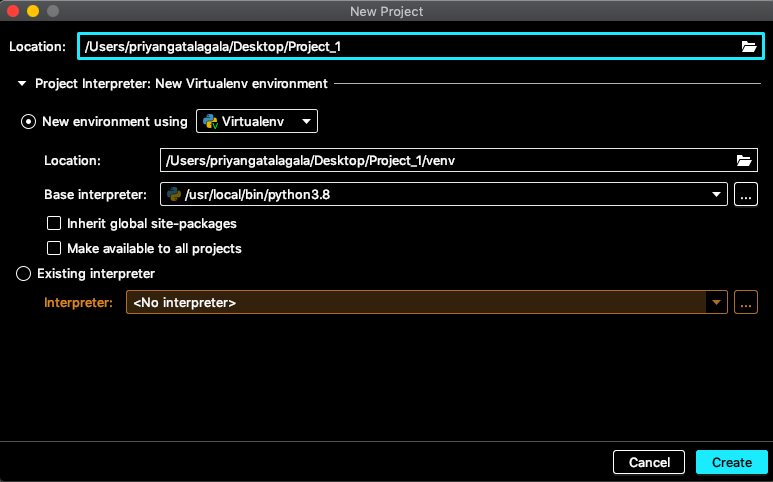 New Project
Location: /Users/priyangatalagala/Desktop/Project_1
Project Interpreter: New Virtualenv environment
New environment using Virtualenv
Location: /Users/priyangatalagala/Desktop/Project_1/venv
Base interpreter: /usr/local/bin/python3.8 ...
Inherit global site-packages
Make available to all projects
Existing interpreter
Interpreter: <No interpreter> ...
Cancel Create